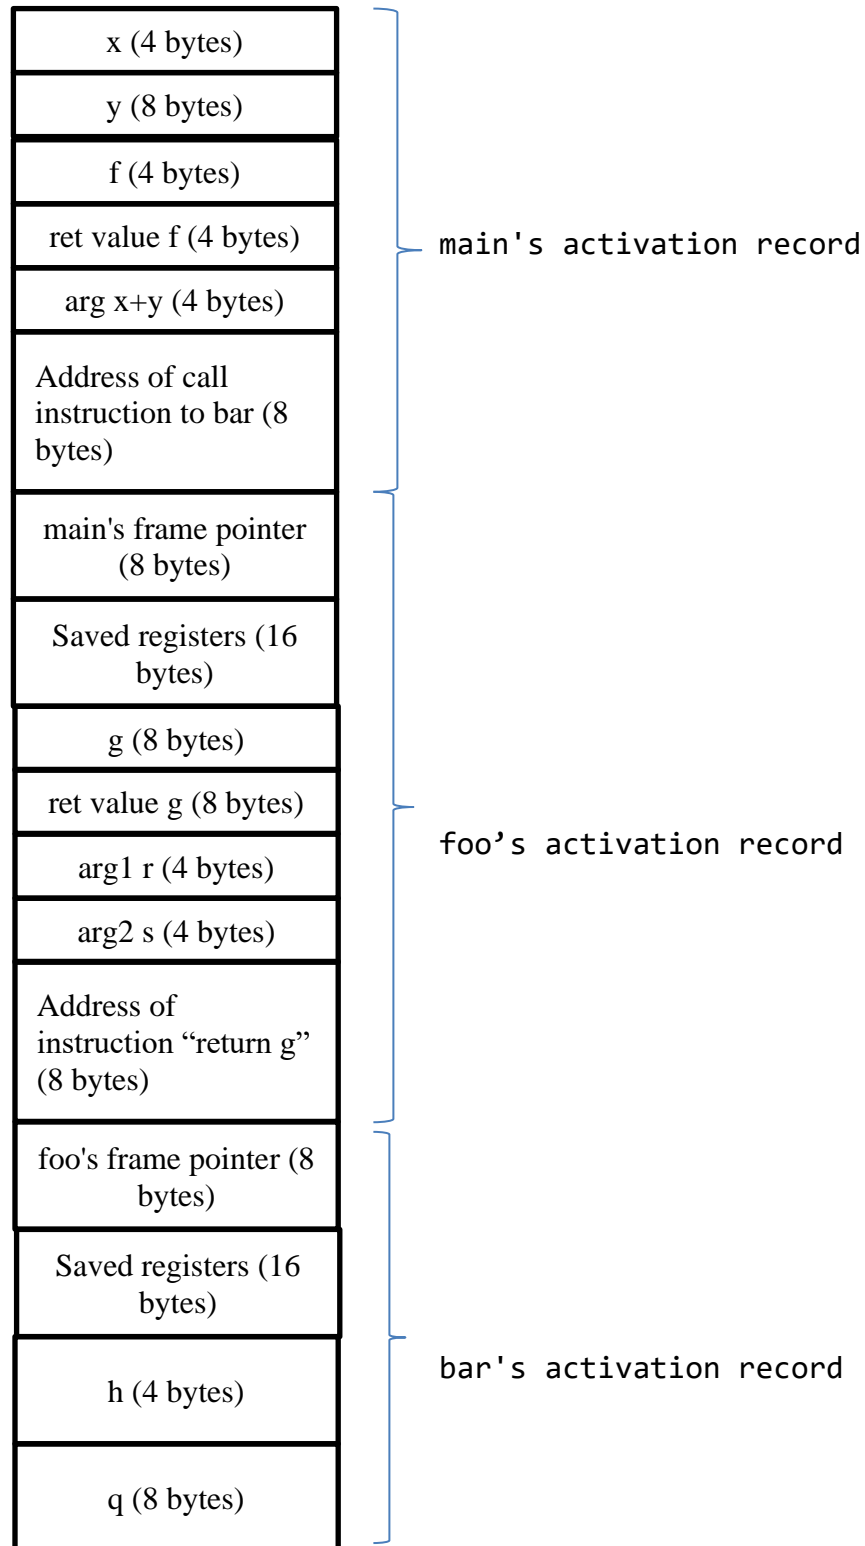 x (4 bytes)
y (8 bytes)
f (4 bytes)
ret value f (4 bytes)
arg x+y (4 bytes)
Address of call
instruction to bar (8
bytes)
main's activation record
main's frame pointer
(8 bytes)
Saved registers (16
bytes)
g (8 bytes)
ret value g (8 bytes)
arg1 r (4 bytes)
arg2 s (4 bytes)
Address of
instruction “return g”
(8 bytes)
foo’s activation record
foo's frame pointer (8
bytes)
Saved registers (16
bytes)
h (4 bytes)
q (8 bytes)
bar's activation record